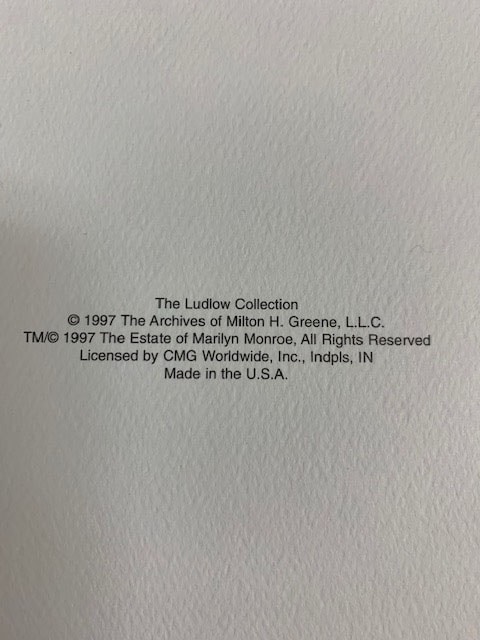 The Ludlow Collection
© 1997 The Archives of Milton H. Greene, L.L.C.
TM/© 1997 The Estate of Marilyn Monroe, All Rights Reserved
Licensed by CMG Worldwide, Inc., Indpls, IN
Made in the U.S.A.